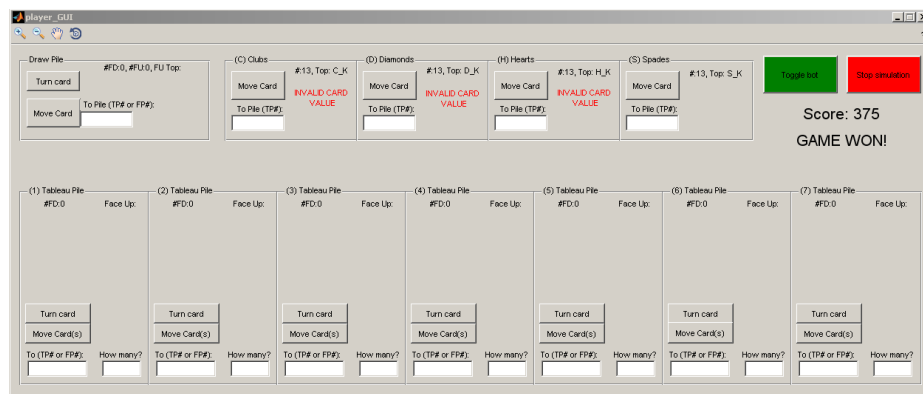 player_GUI
Draw Pile
#FD:0, #FU:0, FU Top:
Turn card
Move Card
To Pile (TP# or FP#):
(C) Clubs
Move Card
#:13, Top: C_K
INVALID CARD
VALUE
To Pile (TP#):
(D) Diamonds
Move Card
#:13, Top: D_K
INVALID CARD
VALUE
To Pile (TP#):
(H) Hearts
Move Card
#:13, Top: H_K
INVALID CARD
VALUE
To Pile (TP#):
(S) Spades
Move Card
#:13, Top: S_K
To Pile (TP#):
Toggle bot
Stop simulation
Score: 375
GAME WON!
(1) Tableau Pile
#FD:0 Face Up:
Turn card
Move Card(s)
To (TP# or FP#): How many?
(2) Tableau Pile
#FD:0 Face Up:
Turn card
Move Card(s)
To (TP# or FP#): How many?
(3) Tableau Pile
#FD:0 Face Up:
Turn card
Move Card(s)
To (TP# or FP#): How many?
(4) Tableau Pile
#FD:0 Face Up:
Turn card
Move Card(s)
To (TP# or FP#): How many?
(5) Tableau Pile
#FD:0 Face Up:
Turn card
Move Card(s)
To (TP# or FP#): How many?
(6) Tableau Pile
#FD:0 Face Up:
Turn card
Move Card(s)
To (TP# or FP#): How many?
(7) Tableau Pile
#FD:0 Face Up:
Turn card
Move Card(s)
To (TP# or FP#): How many?